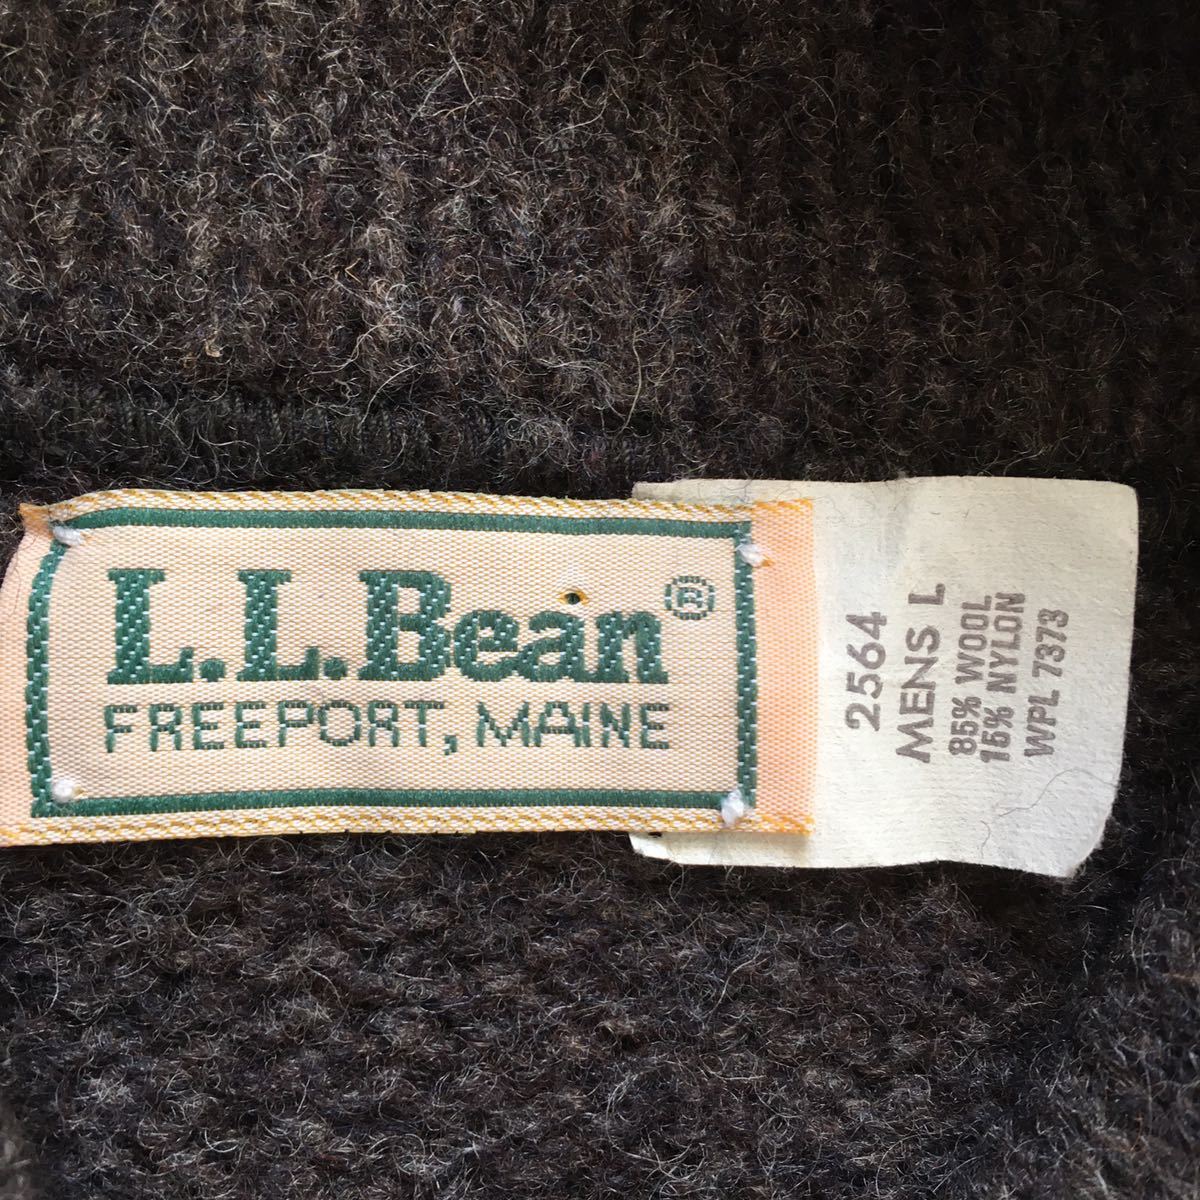 L.L.Bean®
FREEPORT, MAINE
2564
MENS L
85% WOOL
15% NYLON
WPL 7373